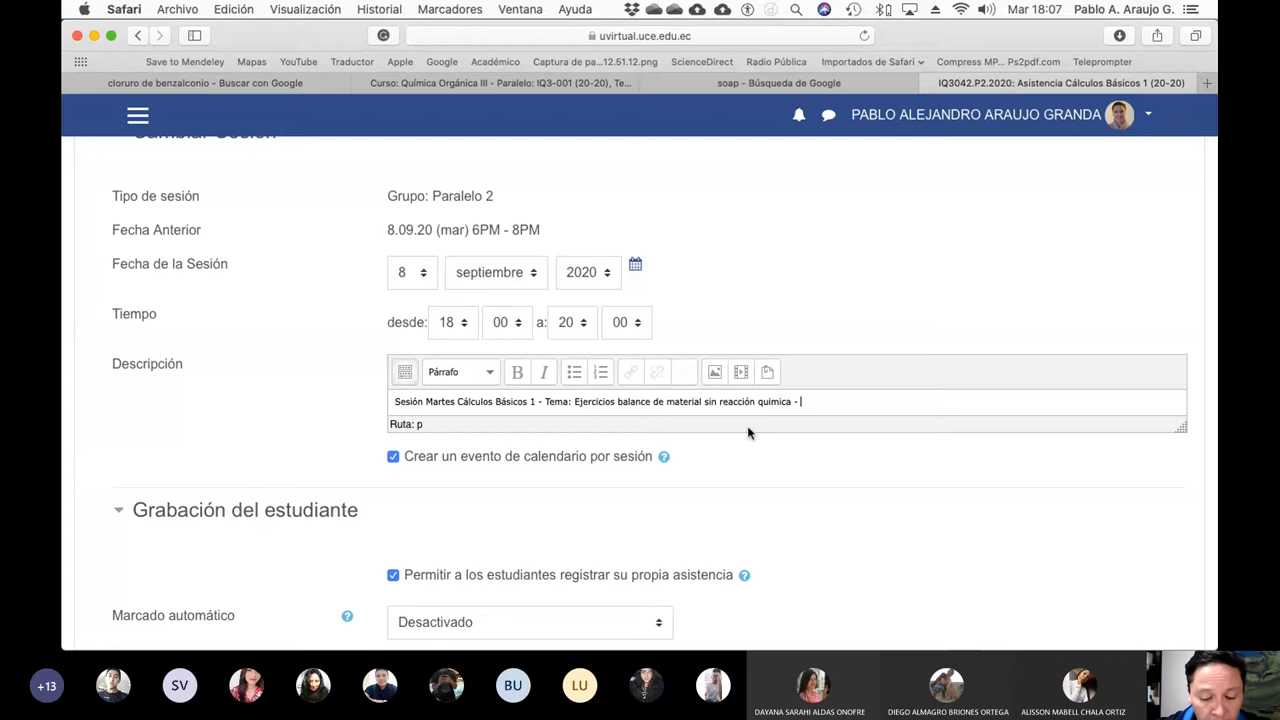 Safari Archivo Edición Visualización Historial Marcadores Ventana Ayuda Mar 18:07 Pablo A. Araujo G.
uvirtual.uce.edu.ec
Save to Mendeley Mapas YouTube Traductor Apple Google Académico Captura de pa...12.51.12.png ScienceDirect Radio Pública Importados de Safari Compress MP... Ps2pdf.com Teleprompter
cloruro de benzalconio - Buscar con Google Curso: Química Orgánica III - Paralelo: IQ3-001 (20-20), Te... soap - Búsqueda de Google IQ3042.P2.2020: Asistencia Cálculos Básicos 1 (20-20)
PABLO ALEJANDRO ARAUJO GRANDA
Cambiar Sesión
Tipo de sesión Grupo: Paralelo 2
Fecha Anterior 8.09.20 (mar) 6PM - 8PM
Fecha de la Sesión 8 septiembre 2020
Tiempo desde: 18 00 a: 20 00
Descripción
Párrafo B I
Sesión Martes Cálculos Básicos 1 - Tema: Ejercicios balance de material sin reacción quimica -
Ruta: p
Crear un evento de calendario por sesión
Grabación del estudiante
Permitir a los estudiantes registrar su propia asistencia
Marcado automático Desactivado
+13 SV BU LU
DAYANA SARAHI ALDAS ONOFRE DIEGO ALMAGRO BRIONES ORTEGA ALISSON MABELL CHALA ORTIZ